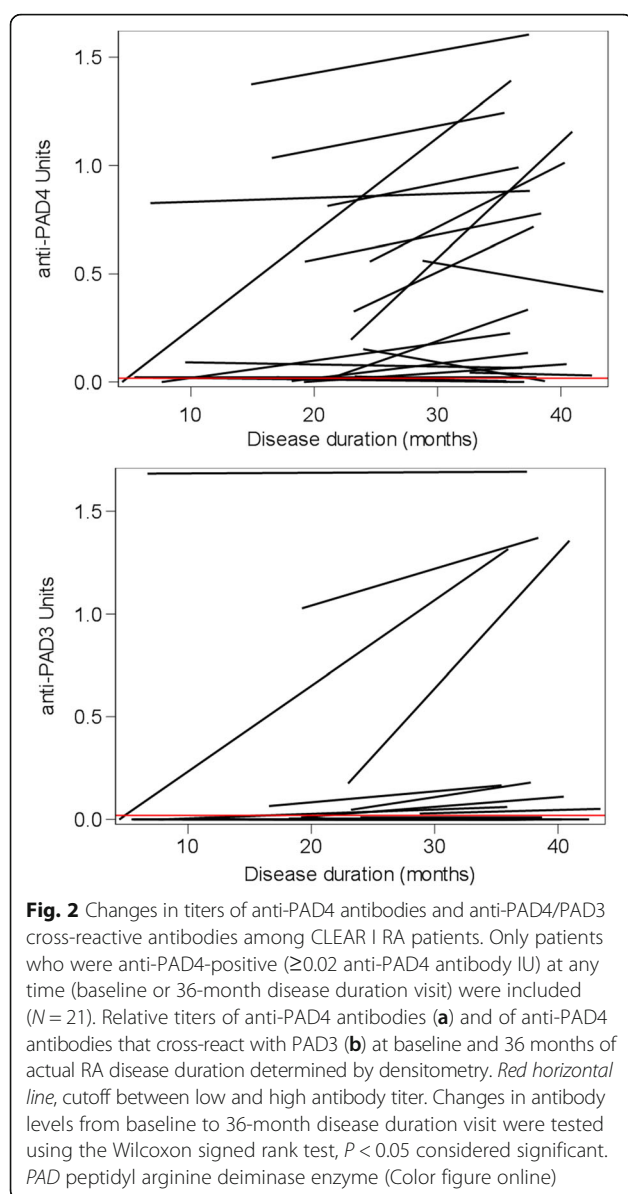 1.5
1.0
0.5
0.0
anti-PAD4 Units
10 20 30 40
Disease duration (months)
1.5
1.0
0.5
0.0
anti-PAD3 Units
10 20 30 40
Disease duration (months)
Fig. 2 Changes in titers of anti-PAD4 antibodies and anti-PAD4/PAD3
cross-reactive antibodies among CLEAR I RA patients. Only patients
who were anti-PAD4-positive (≥0.02 anti-PAD4 antibody IU) at any
time (baseline or 36-month disease duration visit) were included
(N = 21). Relative titers of anti-PAD4 antibodies (a) and of anti-PAD4
antibodies that cross-react with PAD3 (b) at baseline and 36 months of
actual RA disease duration determined by densitometry. Red horizontal
line, cutoff between low and high antibody titer. Changes in antibody
levels from baseline to 36-month disease duration visit were tested
using the Wilcoxon signed rank test, P < 0.05 considered significant.
PAD peptidyl arginine deiminase enzyme (Color figure online)